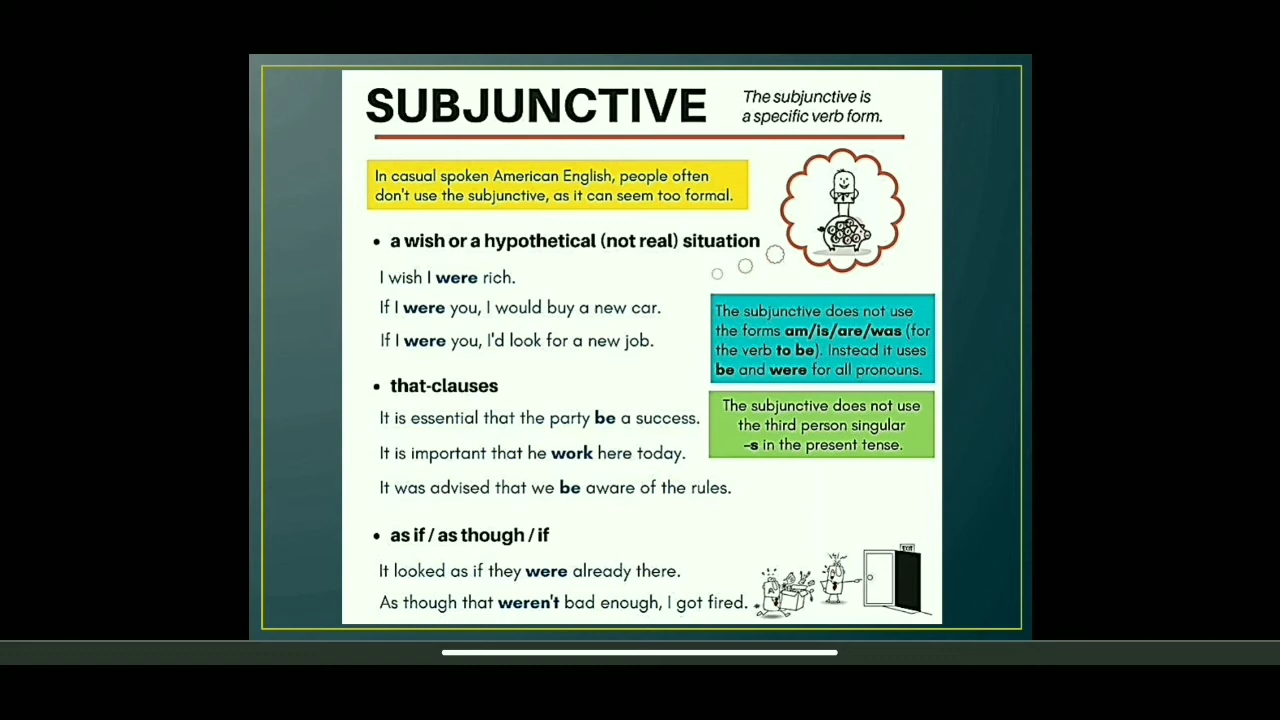 SUBJUNCTIVE
The subjunctive is
a specific verb form.
In casual spoken American English, people often
don't use the subjunctive, as it can seem too formal.
• a wish or a hypothetical (not real) situation
I wish I were rich.
If I were you, I would buy a new car.
If I were you, I'd look for a new job.
The subjunctive does not use
the forms am/is/are/was (for
the verb to be). Instead it uses
be and were for all pronouns.
• that-clauses
It is essential that the party be a success.
It is important that he work here today.
It was advised that we be aware of the rules.
The subjunctive does not use
the third person singular
-s in the present tense.
• as if / as though / if
It looked as if they were already there.
As though that weren't bad enough, I got fired.